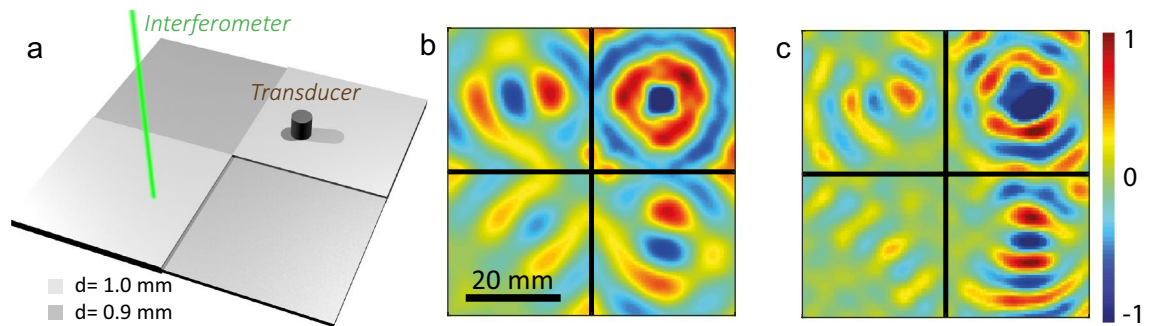 a
Interferometer
Transducer
d= 1.0 mm
d= 0.9 mm
b
20 mm
c
1
0
-1